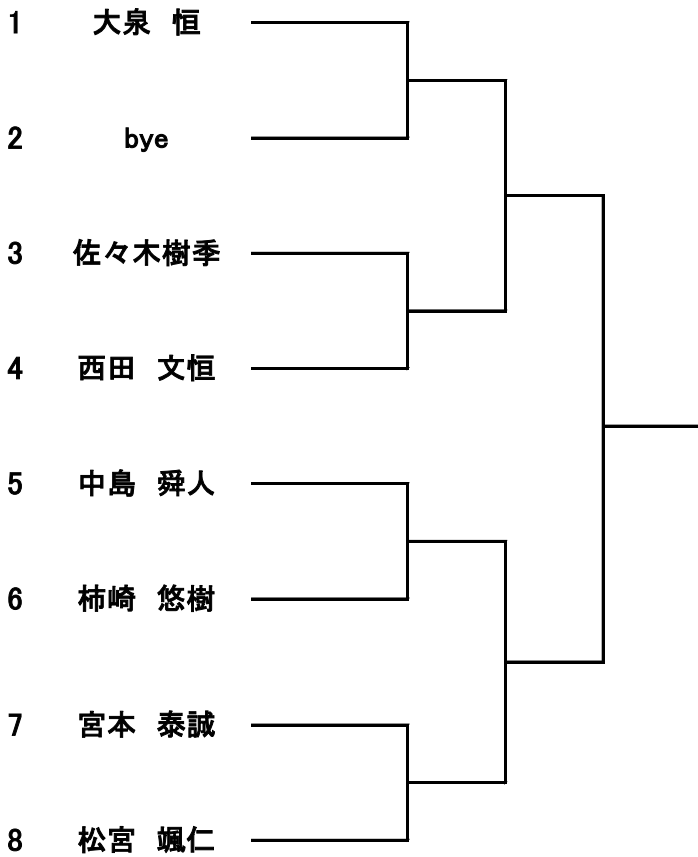 1 大泉　恒
2 bye
3 佐々木樹季
4 西田　文恒
5 中島　舜人
6 柿崎　悠樹
7 宮本　泰誠
8 松宮　颯仁